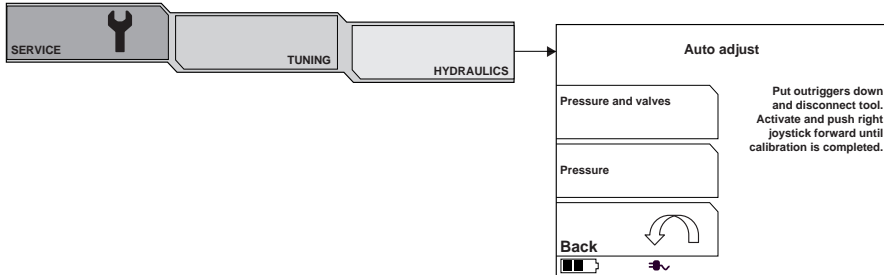 SERVICE
TUNING
HYDRAULICS
Auto adjust
Pressure and valves
Put outriggers down
and disconnect tool.
Activate and push right
joystick forward until
calibration is completed.
Pressure
Back